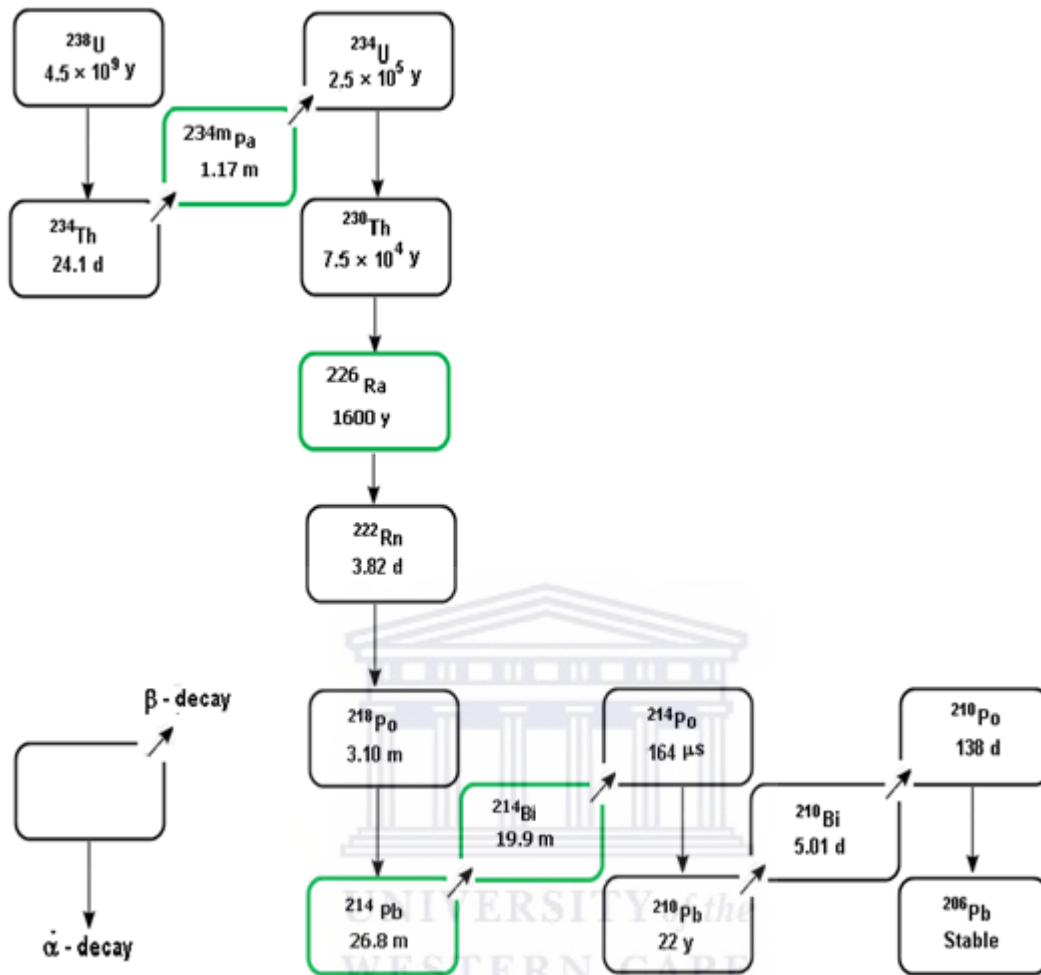 ²³⁸U
4.5 × 10⁹ y
²³⁴U
2.5 × 10⁵ y
²³⁴ᵐPa
1.17 m
²³⁴Th
24.1 d
²³⁰Th
7.5 × 10⁴ y
²²⁶Ra
1600 y
²²²Rn
3.82 d
β - decay
α - decay
²¹⁸Po
3.10 m
²¹⁴Po
164 μs
²¹⁰Po
138 d
²¹⁴Bi
19.9 m
²¹⁰Bi
5.01 d
²¹⁴Pb
26.8 m
²¹⁰Pb
22 y
²⁰⁶Pb
Stable
UNIVERSITY of the
WESTERN CAPE